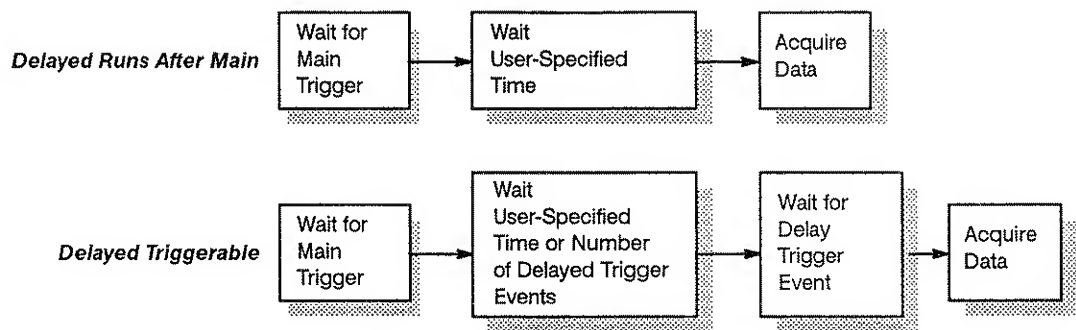 Delayed Runs After Main
Wait for
Main
Trigger
Wait
User-Specified
Time
Acquire
Data
Delayed Triggerable
Wait for
Main
Trigger
Wait
User-Specified
Time or Number
of Delayed Trigger
Events
Wait for
Delay
Trigger
Event
Acquire
Data